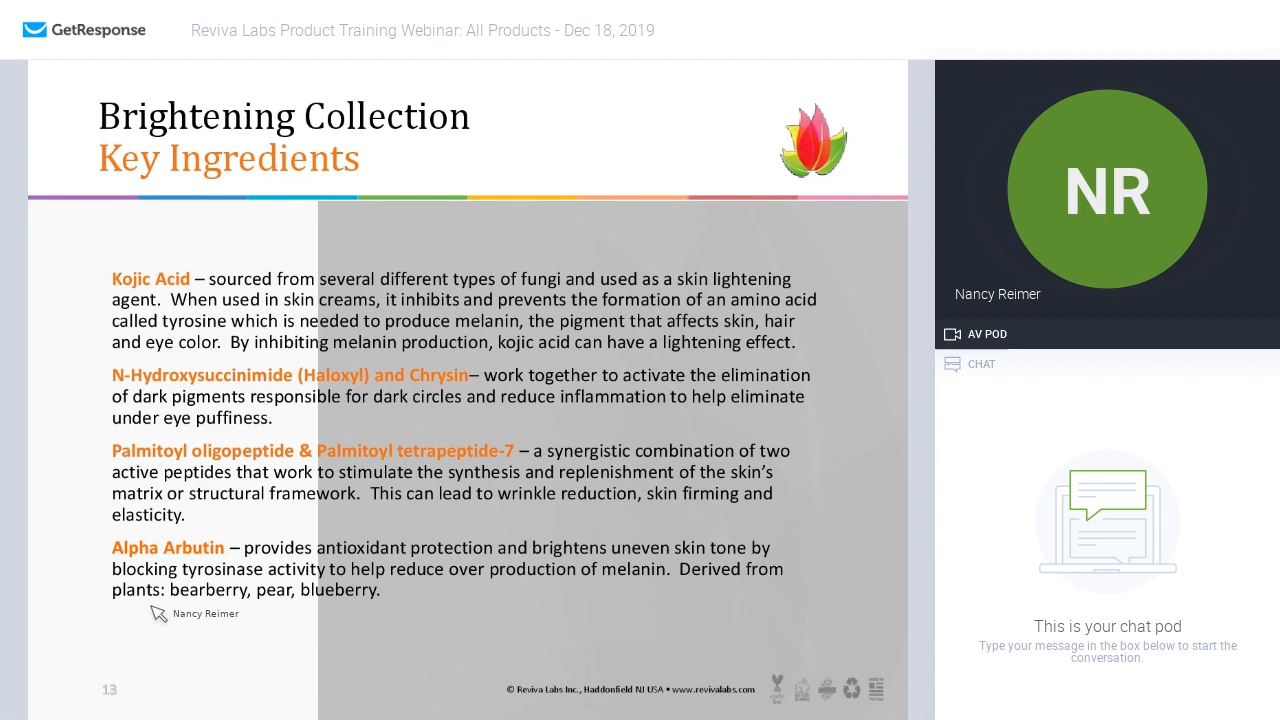 GetResponse
Reviva Labs Product Training Webinar: All Products - Dec 18, 2019
Brightening Collection
Key Ingredients
Kojic Acid – sourced from several different types of fungi and used as a skin lightening
agent.  When used in skin creams, it inhibits and prevents the formation of an amino acid
called tyrosine which is needed to produce melanin, the pigment that affects skin, hair
and eye color.  By inhibiting melanin production, kojic acid can have a lightening effect.
N-Hydroxysuccinimide (Haloxyl) and Chrysin– work together to activate the elimination
of dark pigments responsible for dark circles and reduce inflammation to help eliminate
under eye puffiness.
Palmitoyl oligopeptide & Palmitoyl tetrapeptide-7 – a synergistic combination of two
active peptides that work to stimulate the synthesis and replenishment of the skin’s
matrix or structural framework.  This can lead to wrinkle reduction, skin firming and
elasticity.
Alpha Arbutin – provides antioxidant protection and brightens uneven skin tone by
blocking tyrosinase activity to help reduce over production of melanin.  Derived from
plants: bearberry, pear, blueberry.
Nancy Reimer
13
© Reviva Labs Inc., Haddonfield NJ USA • www.revivalabs.com
NR
Nancy Reimer
AV POD
CHAT
This is your chat pod
Type your message in the box below to start the
conversation.